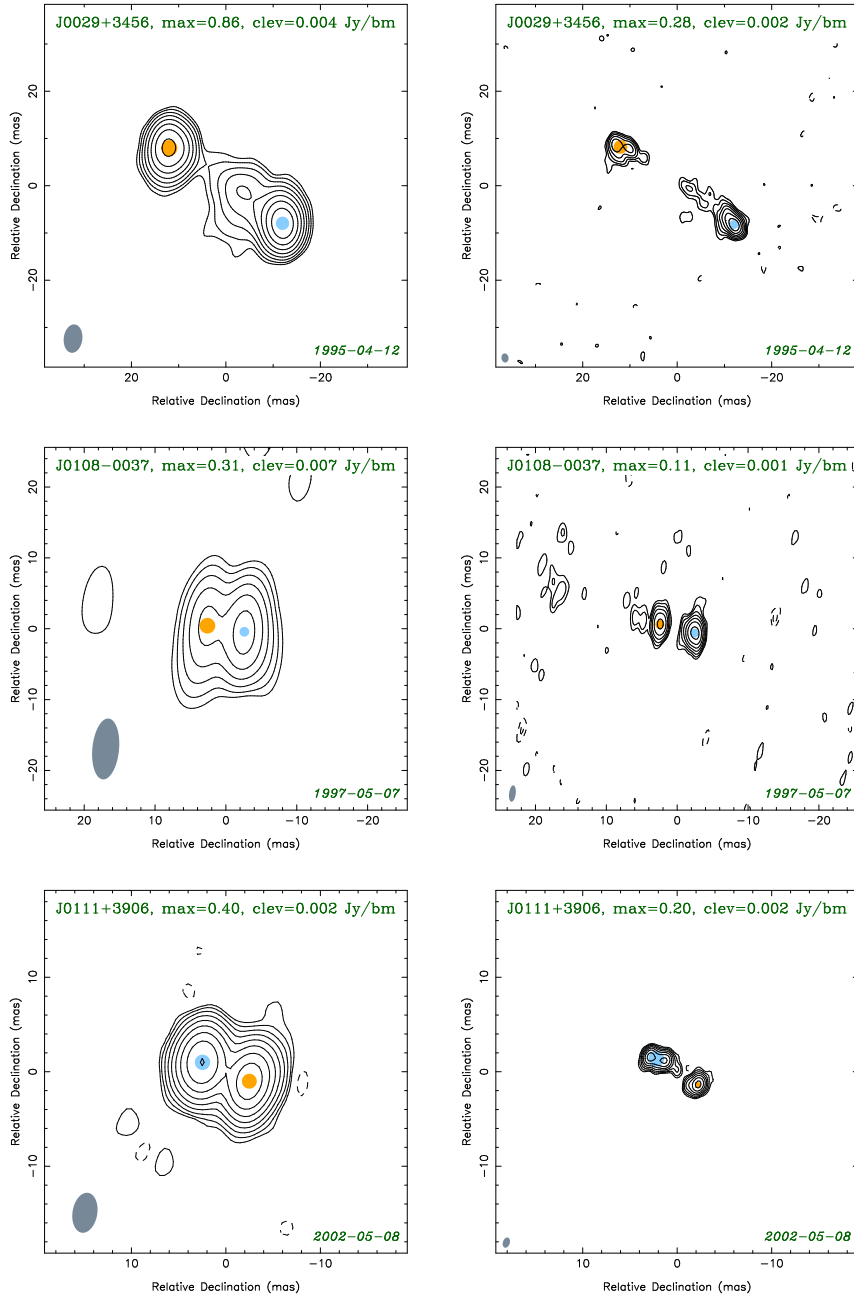 J0029+3456, max=0.86, clev=0.004 Jy/bm
Relative Declination (mas)
20
0
−20
1995−04−12
20
0
−20
Relative Declination (mas)
J0029+3456, max=0.28, clev=0.002 Jy/bm
Relative Declination (mas)
20
0
−20
1995−04−12
20
10
0
−10
−20
Relative Declination (mas)
J0108−0037, max=0.31, clev=0.007 Jy/bm
Relative Declination (mas)
20
10
0
−10
−20
1997−05−07
20
10
0
−10
−20
Relative Declination (mas)
J0108−0037, max=0.11, clev=0.001 Jy/bm
Relative Declination (mas)
20
10
0
−10
−20
1997−05−07
20
10
0
−10
−20
Relative Declination (mas)
J0111+3906, max=0.40, clev=0.002 Jy/bm
Relative Declination (mas)
10
0
−10
2002−05−08
10
0
−10
Relative Declination (mas)
J0111+3906, max=0.20, clev=0.002 Jy/bm
Relative Declination (mas)
10
0
−10
2002−05−08
20
10
0
−10
Relative Declination (mas)